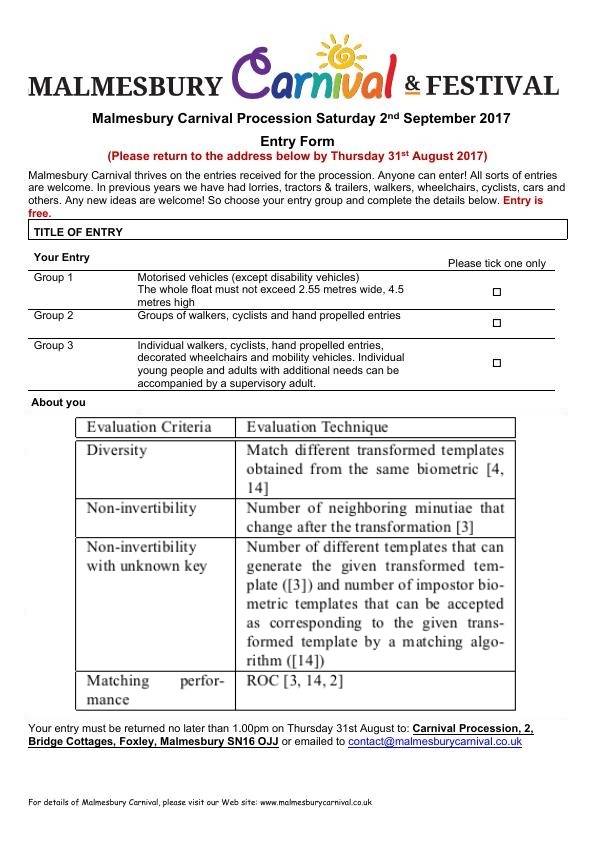 MALMESBURY Carnival & FESTIVAL
Malmesbury Carnival Procession Saturday 2nd September 2017
Entry Form
(Please return to the address below by Thursday 31st August 2017)
Malmesbury Carnival thrives on the entries received for the procession. Anyone can enter! All sorts of entries
are welcome. In previous years we have had lorries, tractors & trailers, walkers, wheelchairs, cyclists, cars and
others. Any new ideas are welcome! So choose your entry group and complete the details below. Entry is
free.
TITLE OF ENTRY
Your Entry
Please tick one only
Group 1
Motorised vehicles (except disability vehicles)
The whole float must not exceed 2.55 metres wide, 4.5
metres high
□
Group 2
Groups of walkers, cyclists and hand propelled entries
□
Group 3
Individual walkers, cyclists, hand propelled entries,
decorated wheelchairs and mobility vehicles. Individual
young people and adults with additional needs can be
accompanied by a supervisory adult.
□
About you
Evaluation Criteria
Evaluation Technique
Diversity
Match different transformed templates
obtained from the same biometric [4,
14]
Non-invertibility
Number of neighboring minutiae that
change after the transformation [3]
Non-invertibility
with unknown key
Number of different templates that can
generate the given transformed tem-
plate ([3]) and number of impostor bio-
metric templates that can be accepted
as corresponding to the given trans-
formed template by a matching algo-
rithm ([14])
Matching perfor-
mance
ROC [3, 14, 2]
Your entry must be returned no later than 1.00pm on Thursday 31st August to: Carnival Procession, 2,
Bridge Cottages, Foxley, Malmesbury SN16 OJJ or emailed to contact@malmesburycarnival.co.uk
For details of Malmesbury Carnival, please visit our Web site: www.malmesburycarnival.co.uk